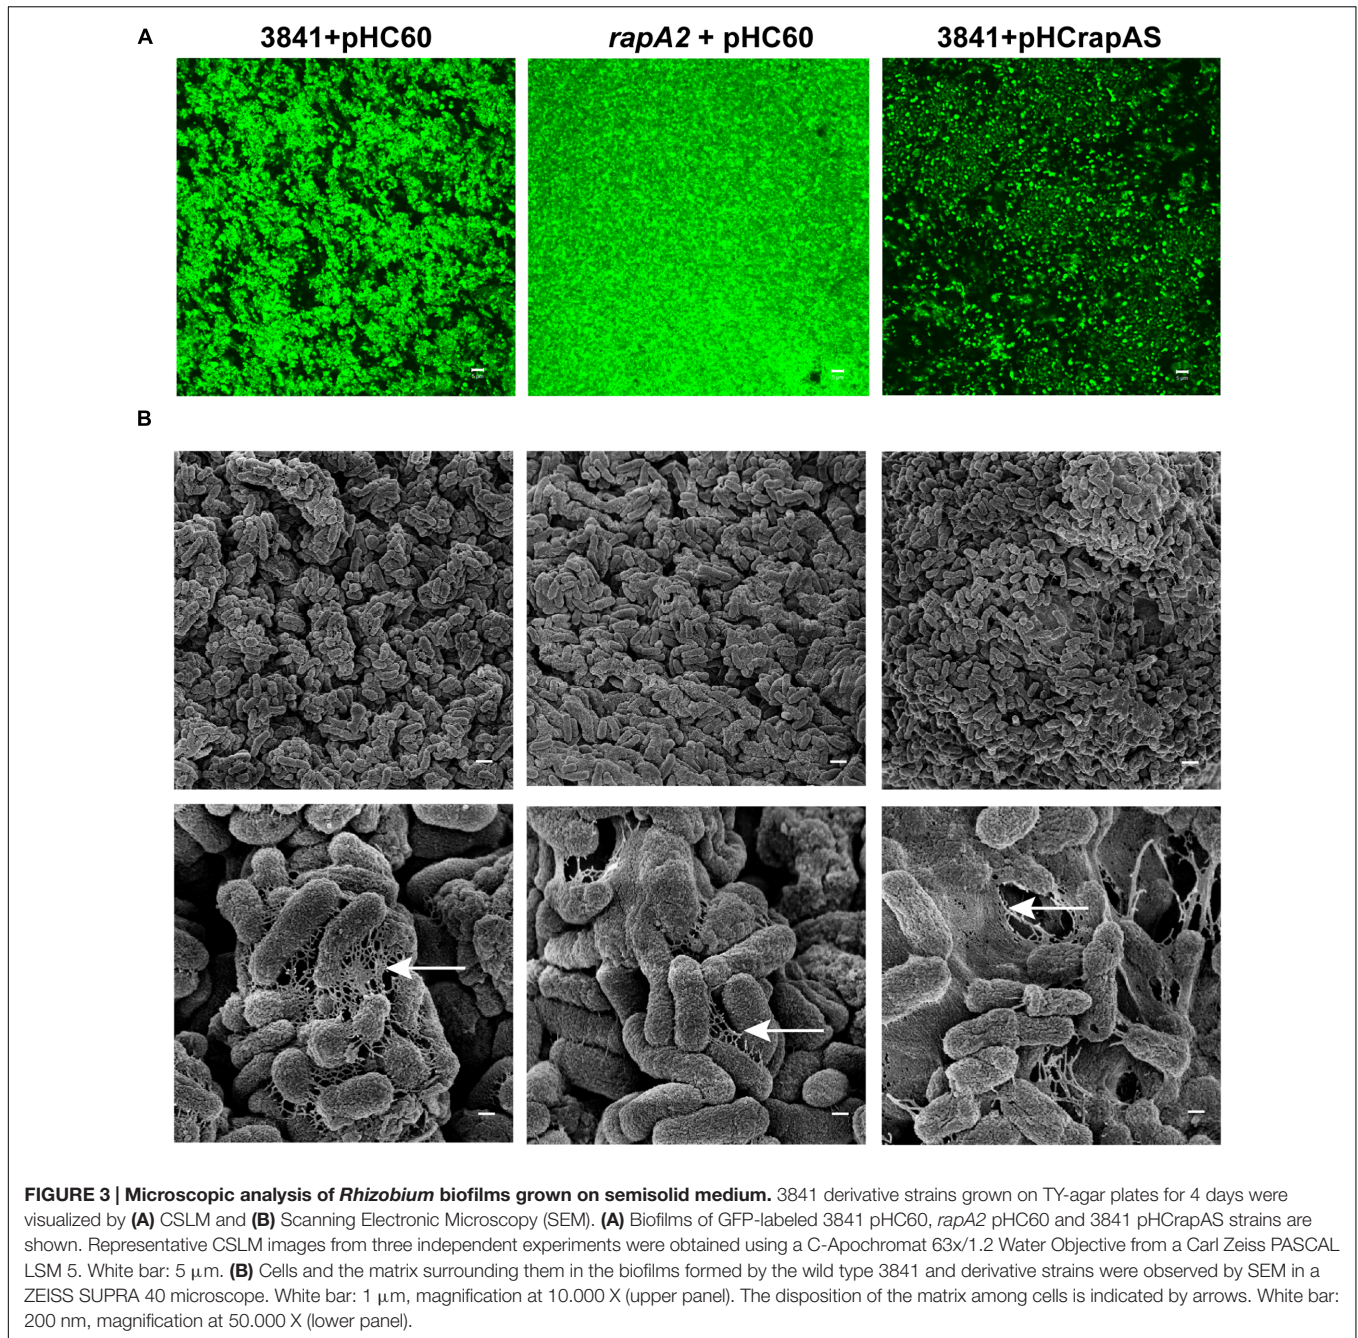 A
3841+pHC60
rapA2 + pHC60
3841+pHCrapAS
5 μm
5 μm
5 μm
B
FIGURE 3 | Microscopic analysis of Rhizobium biofilms grown on semisolid medium. 3841 derivative strains grown on TY-agar plates for 4 days were
visualized by (A) CSLM and (B) Scanning Electronic Microscopy (SEM). (A) Biofilms of GFP-labeled 3841 pHC60, rapA2 pHC60 and 3841 pHCrapAS strains are
shown. Representative CSLM images from three independent experiments were obtained using a C-Apochromat 63x/1.2 Water Objective from a Carl Zeiss PASCAL
LSM 5. White bar: 5 μm. (B) Cells and the matrix surrounding them in the biofilms formed by the wild type 3841 and derivative strains were observed by SEM in a
ZEISS SUPRA 40 microscope. White bar: 1 μm, magnification at 10.000 X (upper panel). The disposition of the matrix among cells is indicated by arrows. White bar:
200 nm, magnification at 50.000 X (lower panel).